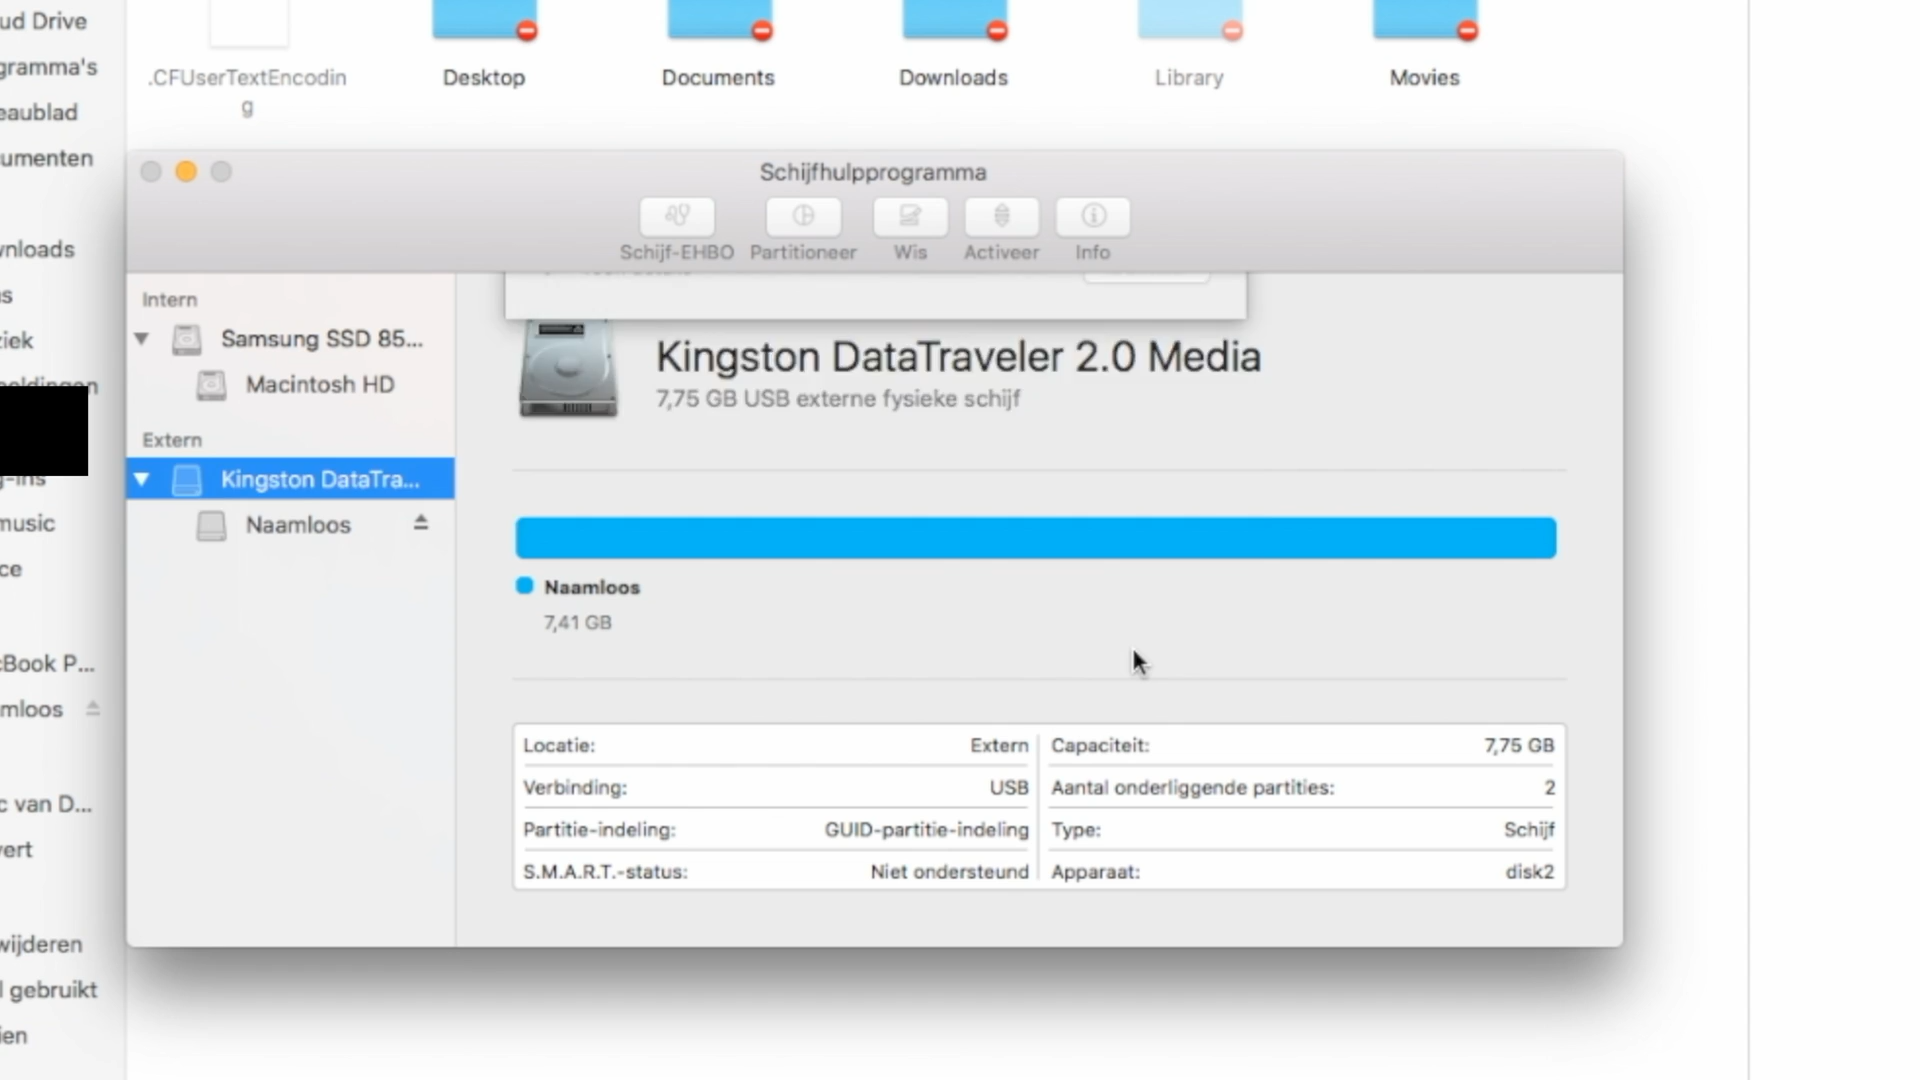 ud Drive
gramma's
eaublad
umenten
wnloads
s
ziek
g-ins
music
ce
cBook P...
mloos
c van D...
vert
wijderen
l gebruikt
ien
.CFUserTextEncodin
g
Desktop
Documents
Downloads
Library
Movies
Schijfhulpprogramma
Schijf-EHBO
Partitioneer
Wis
Activeer
Info
Intern
Samsung SSD 85...
Macintosh HD
Extern
Kingston DataTra...
Naamloos
Kingston DataTraveler 2.0 Media
7,75 GB USB externe fysieke schijf
Naamloos
7,41 GB
Locatie: Extern
Verbinding: USB
Partitie-indeling: GUID-partitie-indeling
S.M.A.R.T.-status: Niet ondersteund
Capaciteit: 7,75 GB
Aantal onderliggende partities: 2
Type: Schijf
Apparaat: disk2